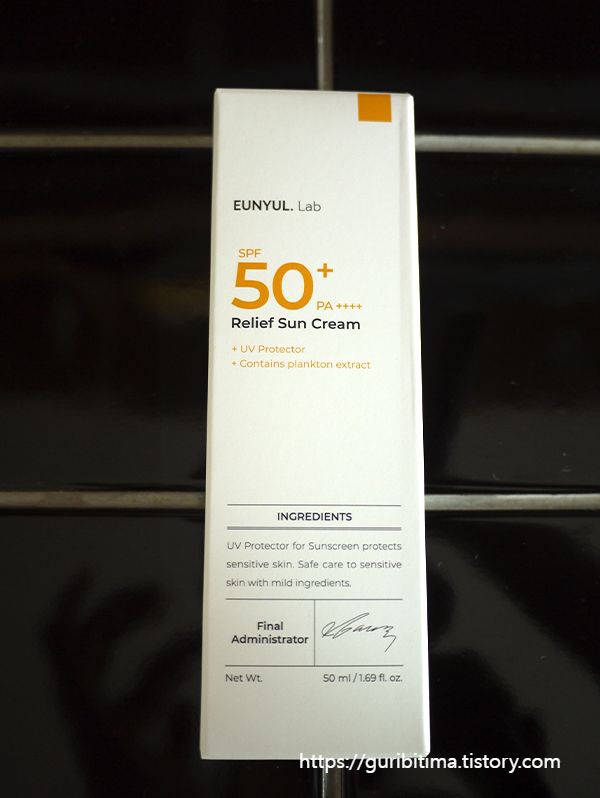 EUNYUL. Lab
SPF
50+
PA ++++
Relief Sun Cream
+ UV Protector
+ Contains plankton extract
INGREDIENTS
UV Protector for Sunscreen protects
sensitive skin. Safe care to sensitive
skin with mild ingredients.
Final
Administrator
Net Wt.
50 ml / 1.69 fl. oz.
https://guribitima.tistory.com